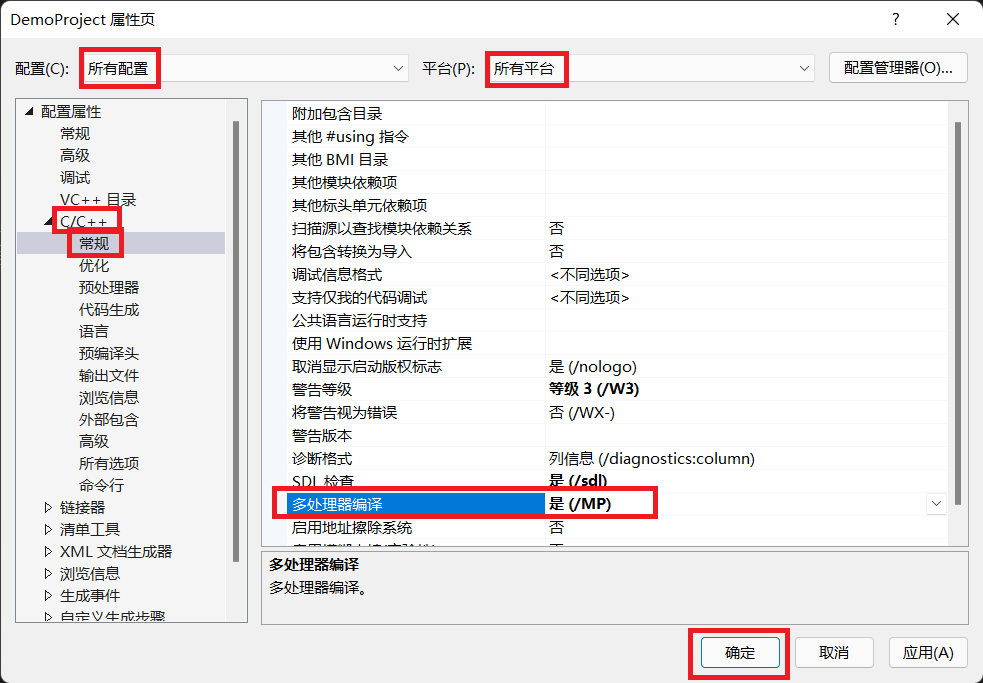 DemoProject 属性页
?
配置(C):
所有配置
平台(P):
所有平台
配置管理器(O)...
配置属性
常规
高级
调试
VC++ 目录
C/C++
常规
优化
预处理器
代码生成
语言
预编译头
输出文件
浏览信息
外部包含
高级
所有选项
命令行
链接器
清单工具
XML 文档生成器
浏览信息
生成事件
自定义生成步骤
附加包含目录
其他 #using 指令
其他 BMI 目录
其他模块依赖项
其他标头单元依赖项
扫描源以查找模块依赖关系 否
将包含转换为导入 否
调试信息格式 <不同选项>
支持仅我的代码调试 <不同选项>
公共语言运行时支持
使用 Windows 运行时扩展
取消显示启动版权标志 是 (/nologo)
警告等级 等级 3 (/W3)
将警告视为错误 否 (/WX-)
警告版本
诊断格式 列信息 (/diagnostics:column)
SDL 检查 是 (/sdl)
多处理器编译 是 (/MP)
启用地址擦除系统 否
多处理器编译
多处理器编译。
确定
取消
应用(A)